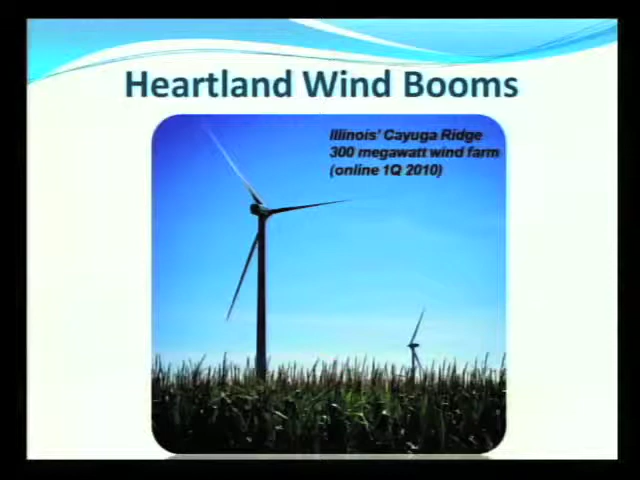 Heartland Wind Booms
Illinois' Cayuga Ridge
300 megawatt wind farm
(online 1Q 2010)